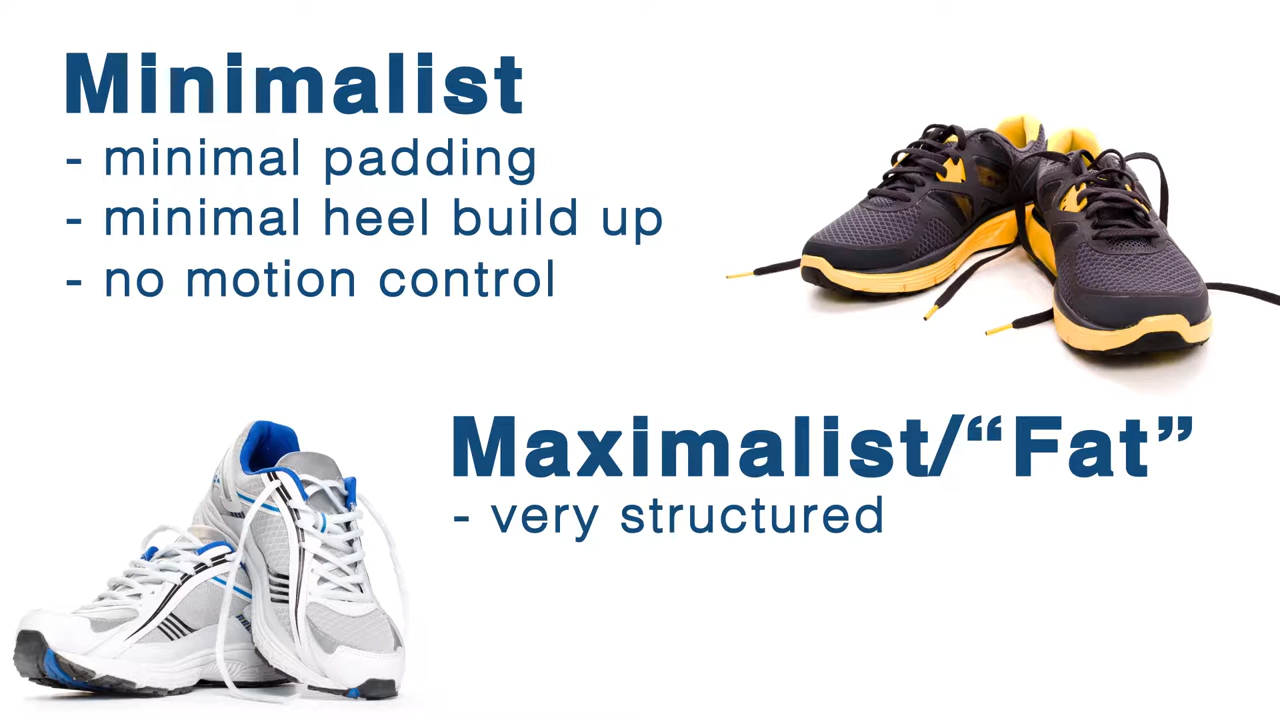 Minimalist
- minimal padding
- minimal heel build up
- no motion control
Maximalist/“Fat”
- very structured